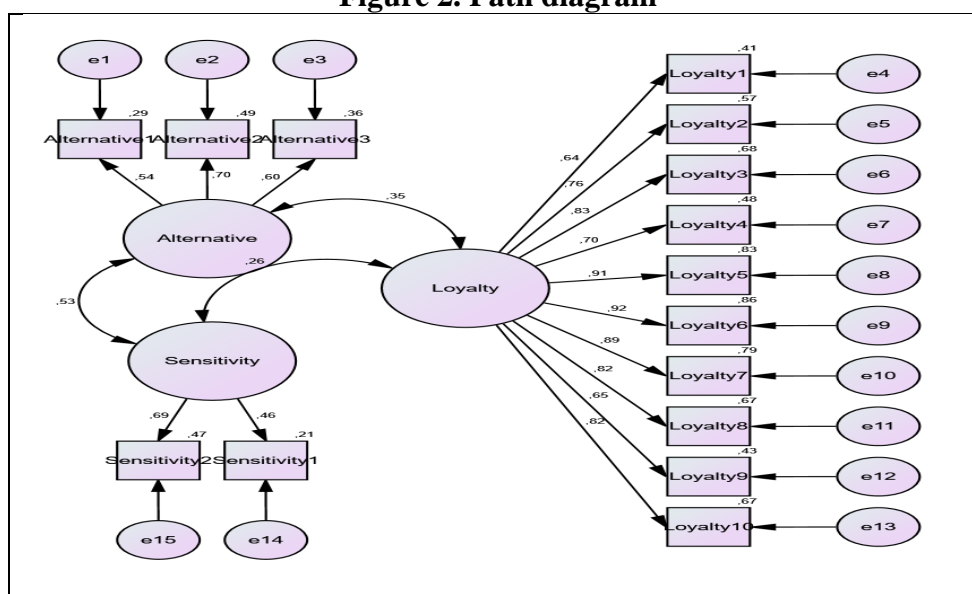 Figure 2. Path diagram
e1
e2
e3
,29
,49
,36
Alternative1
Alternative2
Alternative3
,54
,70
,60
Alternative
,35
,26
,53
Sensitivity
,69
,46
,47
,21
Sensitivity2
Sensitivity1
e15
e14
Loyalty
,64
,76
,83
,70
,91
,92
,89
,82
,65
,82
,41
Loyalty1
e4
,57
Loyalty2
e5
,68
Loyalty3
e6
,48
Loyalty4
e7
,83
Loyalty5
e8
,86
Loyalty6
e9
,79
Loyalty7
e10
,67
Loyalty8
e11
,43
Loyalty9
e12
,67
Loyalty10
e13